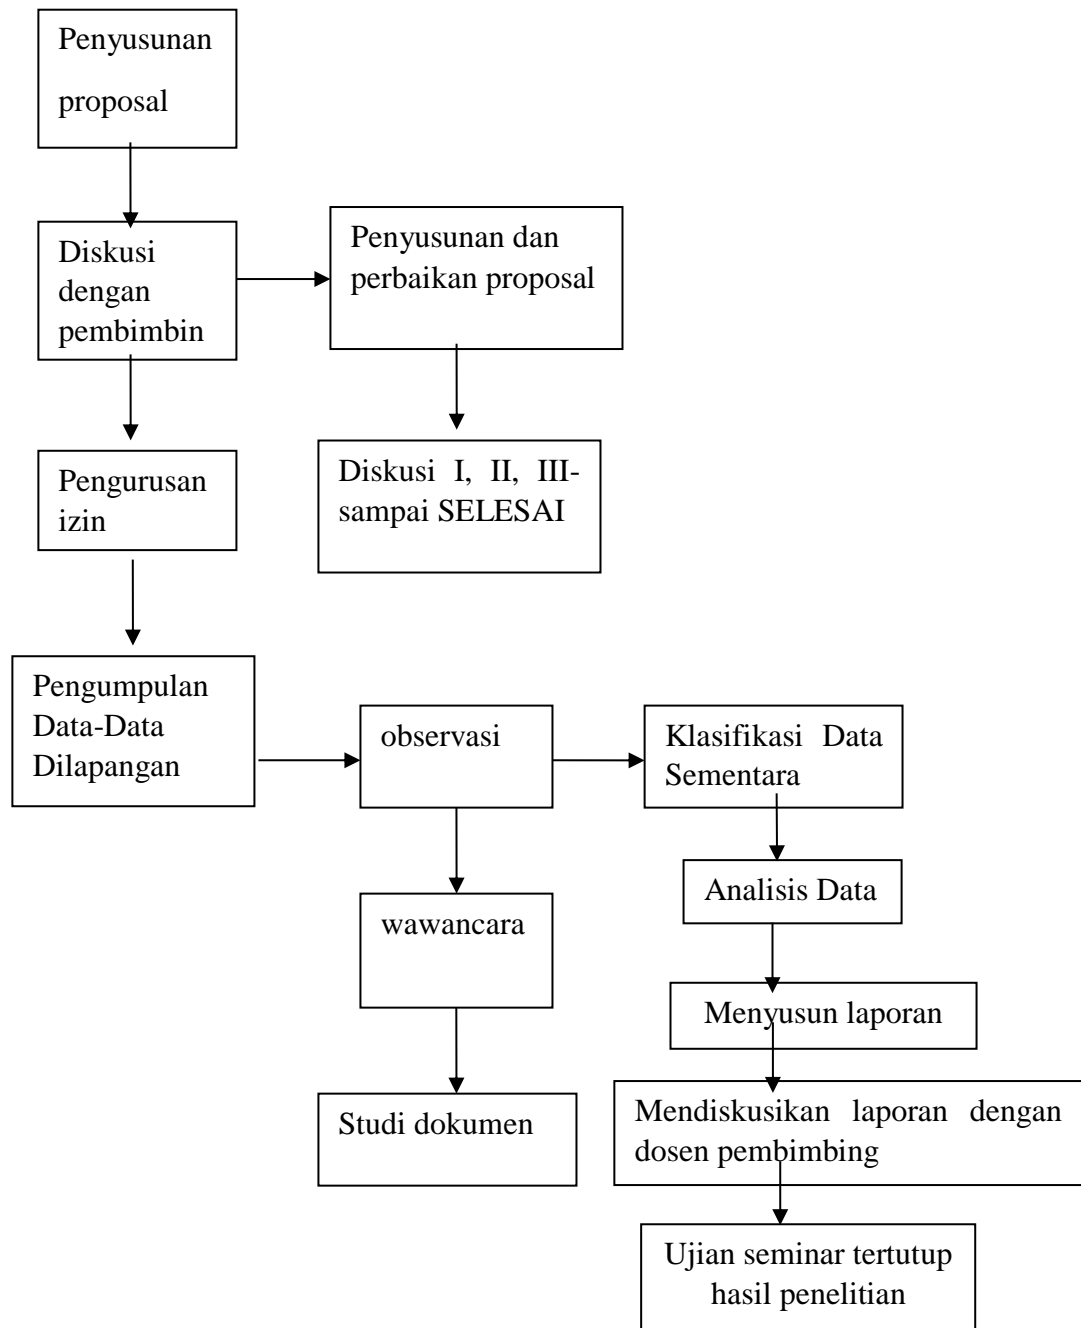 Penyusunan
proposal
Diskusi
dengan
pembimbin
Penyusunan dan
perbaikan proposal
Pengurusan
izin
Diskusi I, II, III-
sampai SELESAI
Pengumpulan
Data-Data
Dilapangan
observasi
Klasifikasi Data
Sementara
wawancara
Analisis Data
Menyusun laporan
Studi dokumen
Mendiskusikan laporan dengan
dosen pembimbing
Ujian seminar tertutup
hasil penelitian